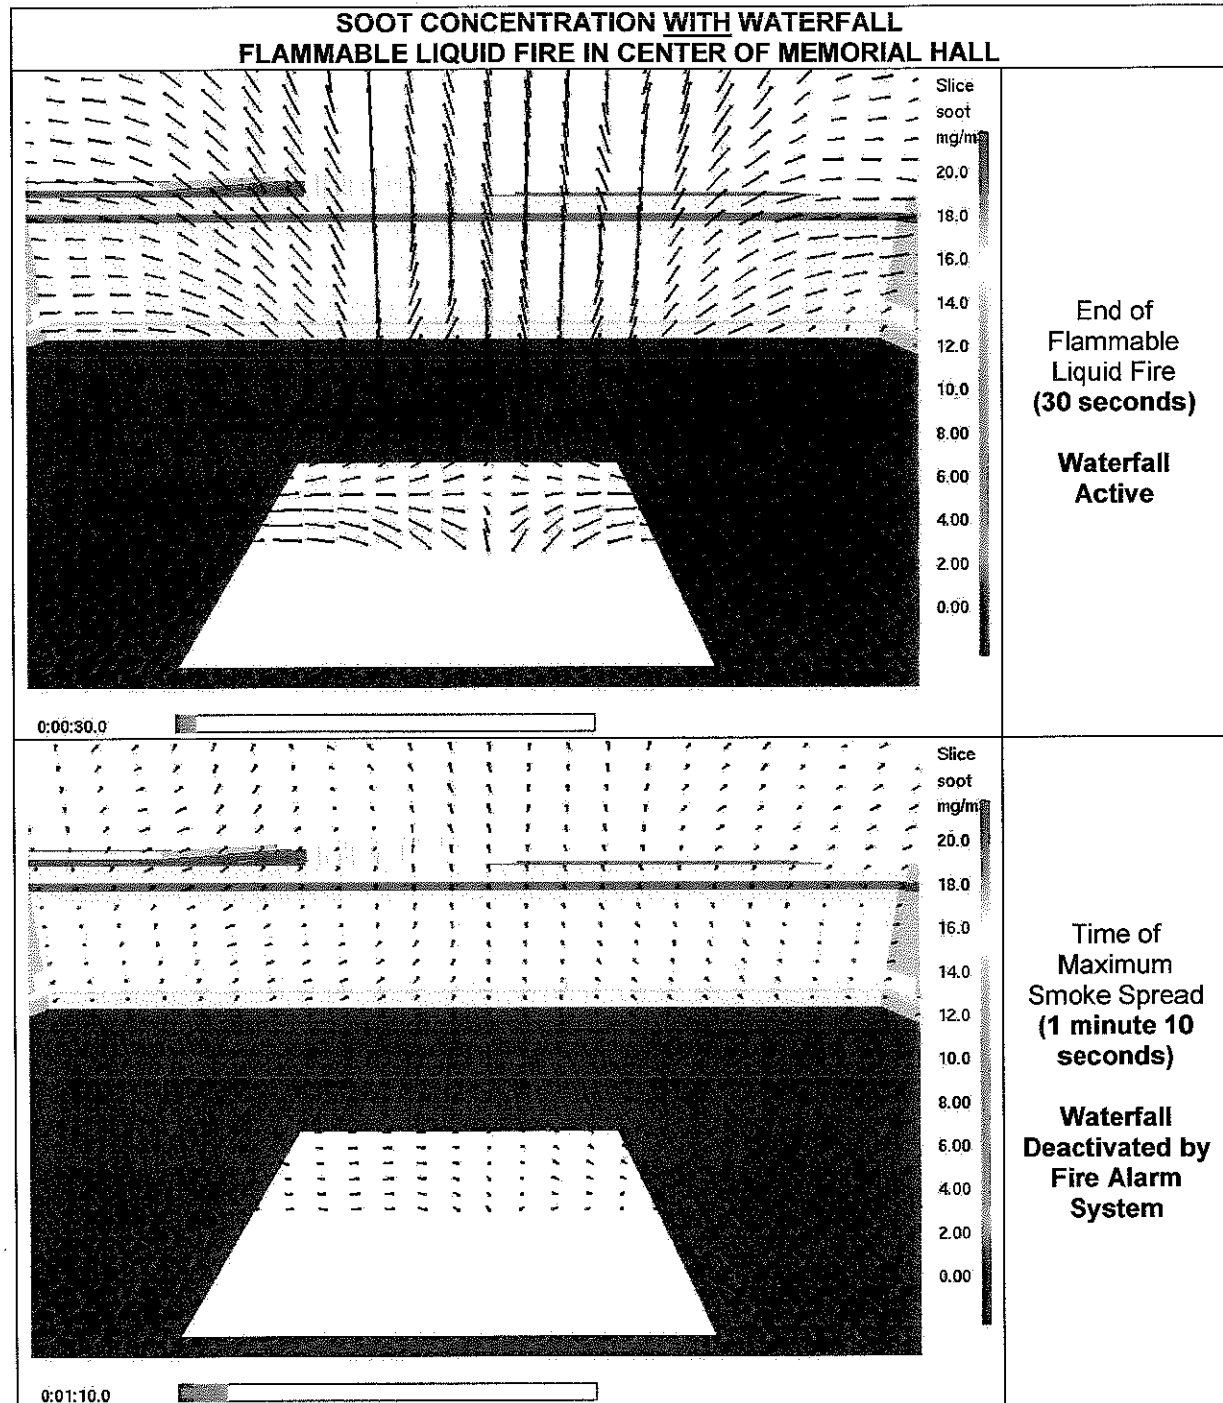 SOOT CONCENTRATION WITH WATERFALL
FLAMMABLE LIQUID FIRE IN CENTER OF MEMORIAL HALL
Slice
soot
mg/m
20.0
18.0
16.0
14.0
12.0
10.0
8.00
6.00
4.00
2.00
0.00
0:00:30.0
End of
Flammable
Liquid Fire
(30 seconds)
Waterfall
Active
Slice
soot
mg/m
20.0
18.0
16.0
14.0
12.0
10.0
8.00
6.00
4.00
2.00
0.00
0:01:10.0
Time of
Maximum
Smoke Spread
(1 minute 10
seconds)
Waterfall
Deactivated by
Fire Alarm
System